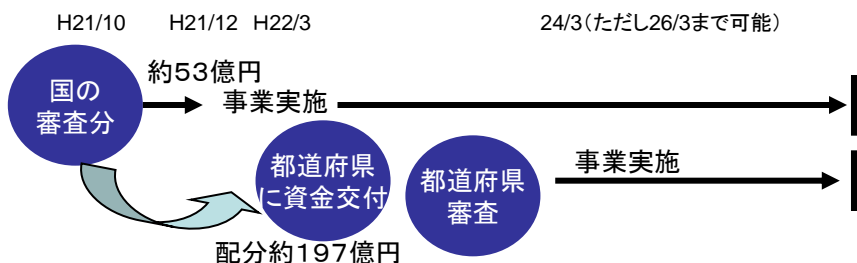 H21/10 H21/12 H22/3 24/3(ただし26/3まで可能)
国の
審査分
約53億円
事業実施
都道府県
に資金交付
都道府県
審査
事業実施
配分約197億円